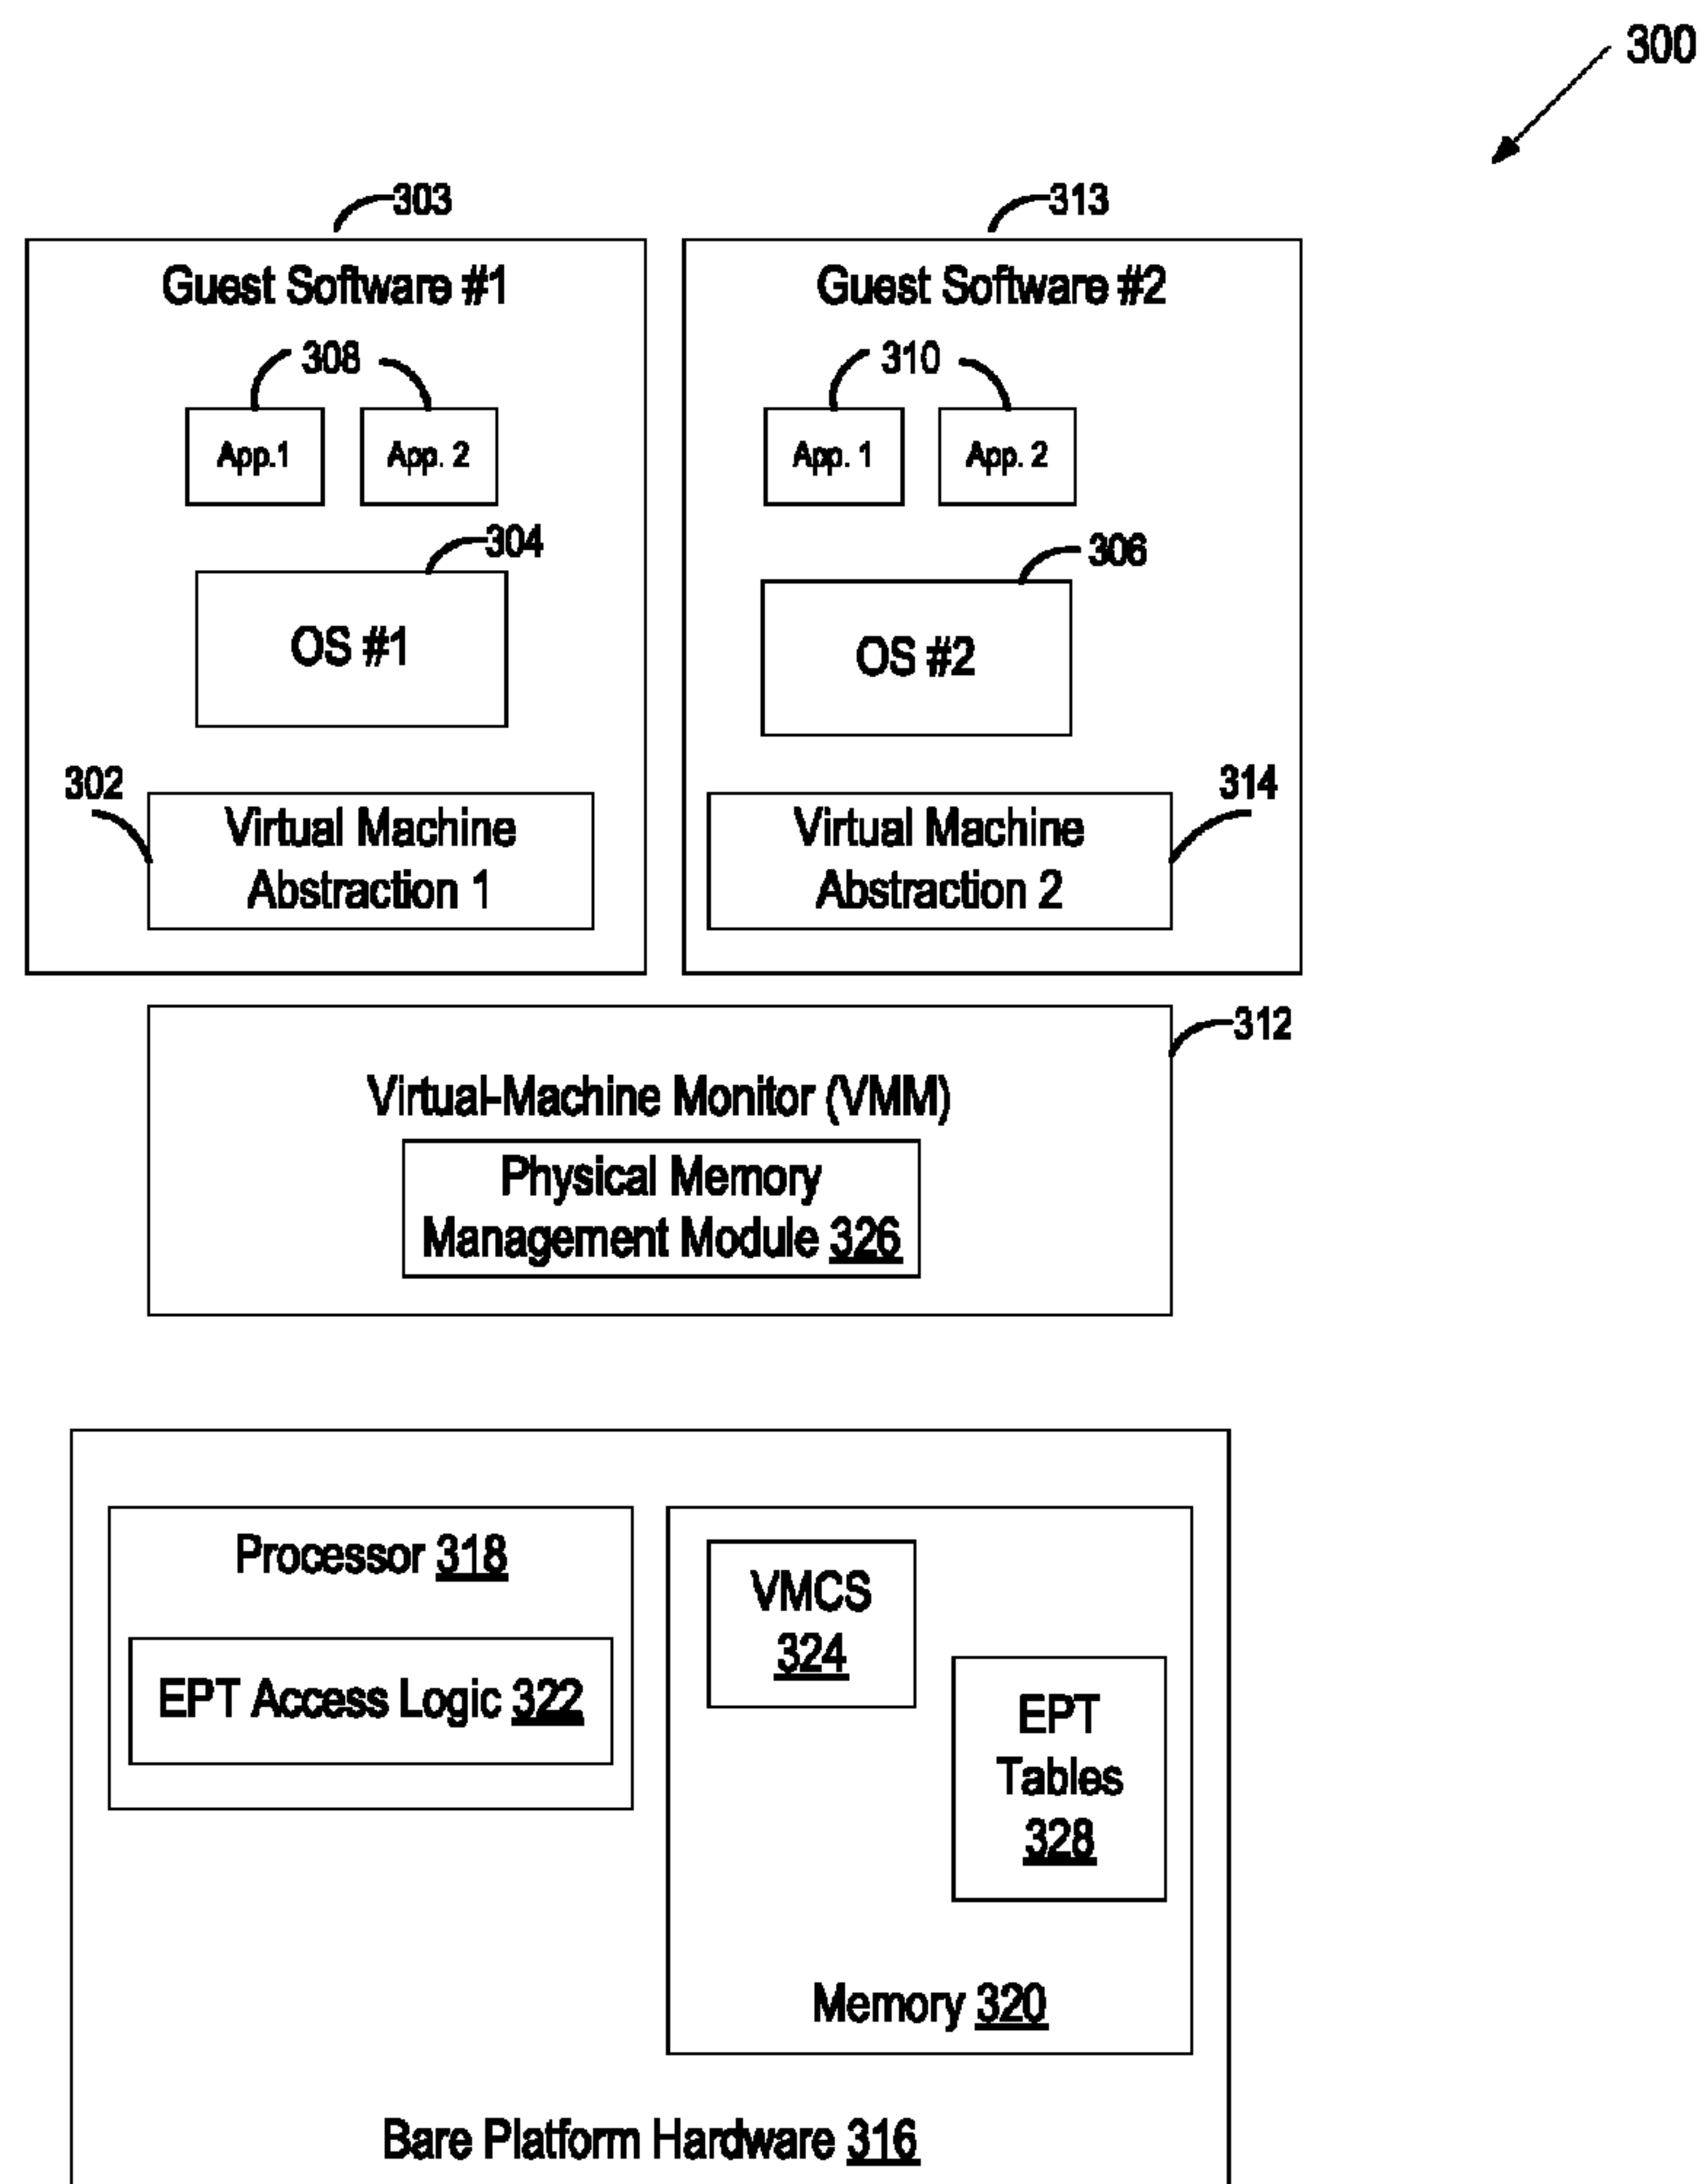 300
303
313
Guest Software #1
Guest Software #2
308
310
App.1
App. 2
App. 1
App. 2
304
306
OS #1
OS #2
302
314
Virtual Machine
Abstraction 1
Virtual Machine
Abstraction 2
312
Virtual-Machine Monitor (VMM)
Physical Memory
Management Module 326
Processor 318
EPT Access Logic 322
VMCS
324
EPT
Tables
328
Memory 320
Bare Platform Hardware 316